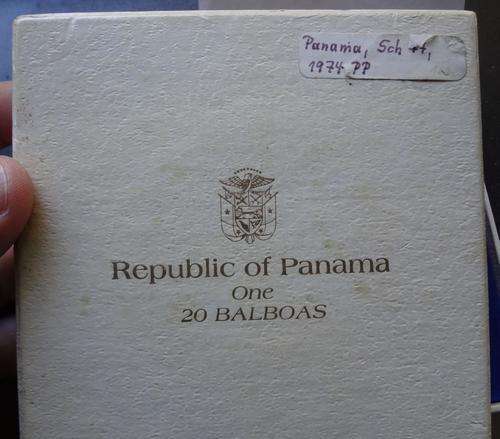 Panama, Sch
1974 PP
Republic of Panama
One
20 BALBOAS